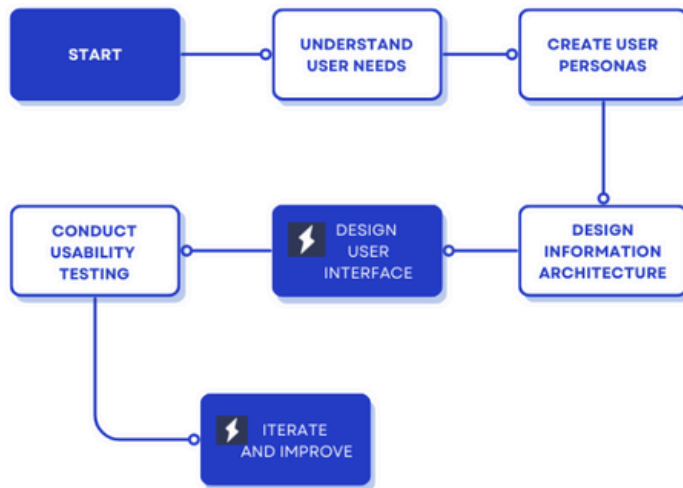 START
UNDERSTAND
USER NEEDS
CREATE USER
PERSONAS
DESIGN
INFORMATION
ARCHITECTURE
DESIGN
USER
INTERFACE
CONDUCT
USABILITY
TESTING
ITERATE
AND IMPROVE